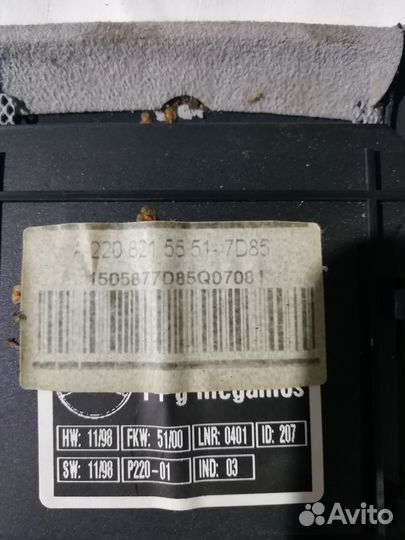 A 220 821 55 51- 7D85
1505877D85Q07081
megamos
HW: 11/98 FKW: 51/00 LNR: 0401 ID: 207
SW: 11/98 P220-01 IND: 03
Avito